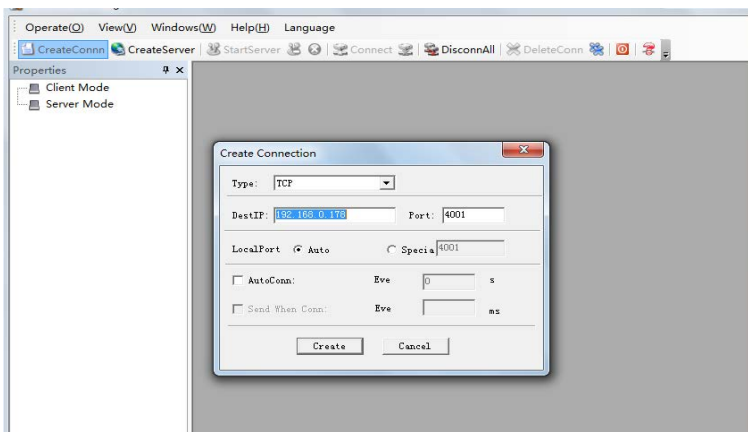 Operate(O) View(V) Windows(W) Help(H) Language
CreateConnn CreateServer StartServer Connect DisconnAll DeleteConn
Properties
Client Mode
Server Mode
Create Connection
Type: TCP
DestIP: 192.168.0.178 Port: 4001
LocalPort Auto Specia 4001
AutoConn: Eve 0 s
Send When Conn: Eve ms
Create Cancel